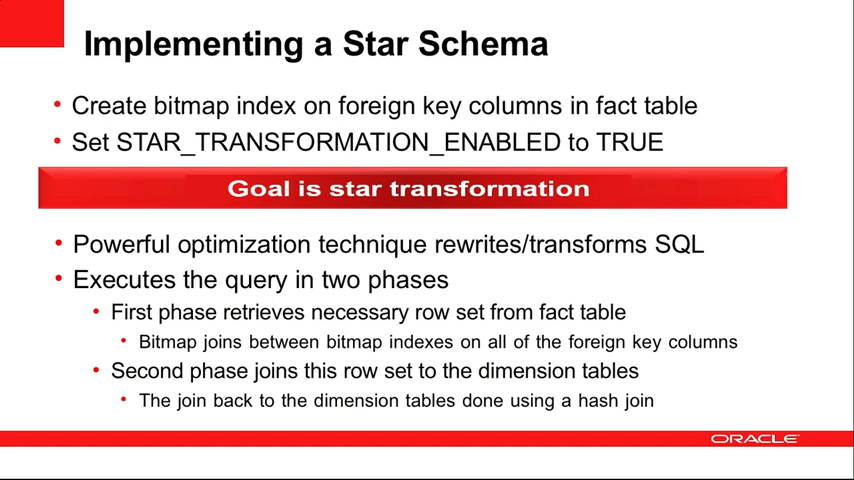 Implementing a Star Schema
• Create bitmap index on foreign key columns in fact table
• Set STAR_TRANSFORMATION_ENABLED to TRUE
Goal is star transformation
• Powerful optimization technique rewrites/transforms SQL
• Executes the query in two phases
• First phase retrieves necessary row set from fact table
• Bitmap joins between bitmap indexes on all of the foreign key columns
• Second phase joins this row set to the dimension tables
• The join back to the dimension tables done using a hash join
ORACLE